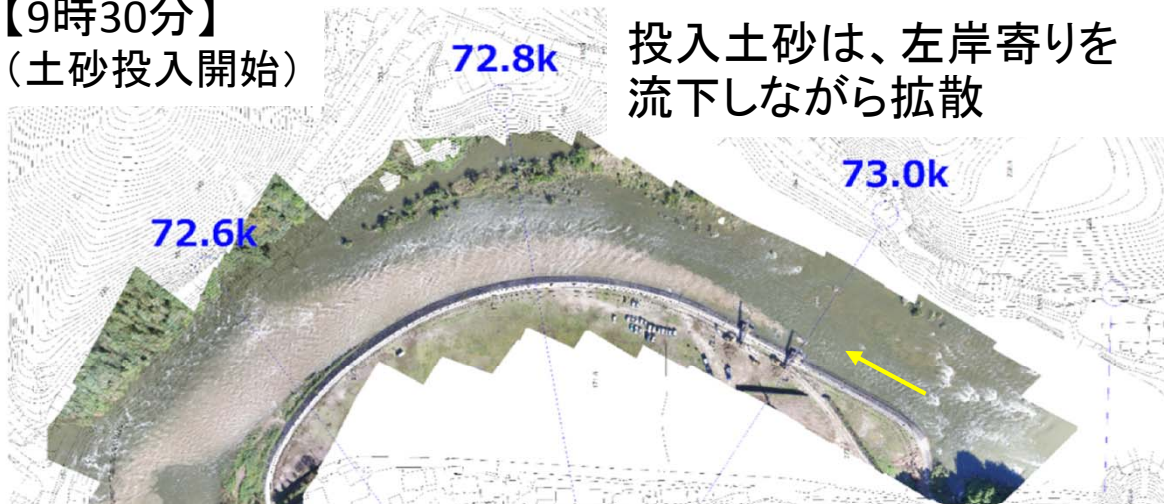 【9時30分】
（土砂投入開始）
投入土砂は、左岸寄りを
流下しながら拡散
72.8k
73.0k
72.6k